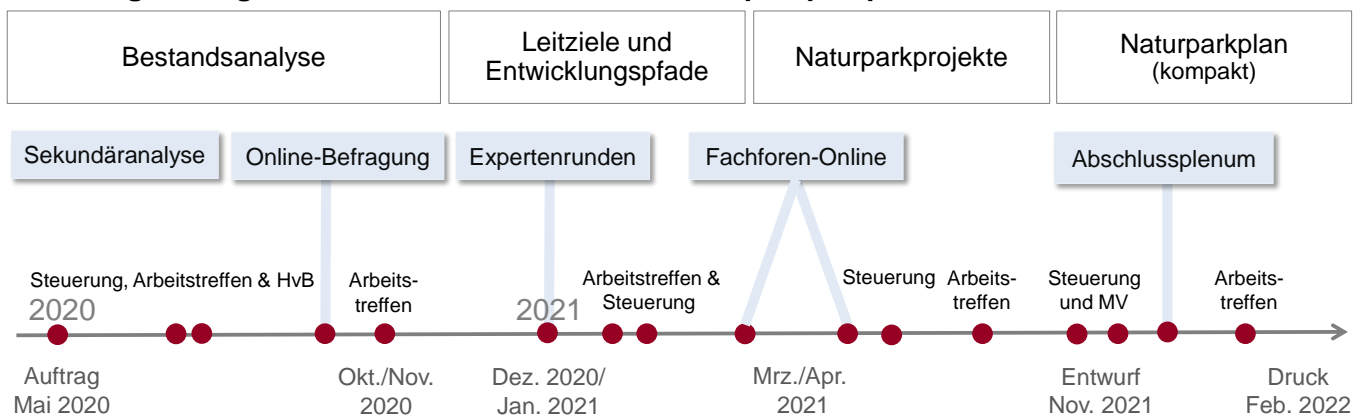 Bestandsanalyse
Leitziele und
Entwicklungspfade
Naturparkprojekte
Naturparkplan
(kompakt)
Sekundäranalyse
Online-Befragung
Expertenrunden
Fachforen-Online
Abschlussplenum
Steuerung, Arbeitstreffen & HvB
Arbeits-
treffen
Arbeitstreffen &
Steuerung
Steuerung
Arbeits-
treffen
Steuerung
und MV
Arbeits-
treffen
2020
2021
Auftrag
Mai 2020
Okt./Nov.
2020
Dez. 2020/
Jan. 2021
Mrz./Apr.
2021
Entwurf
Nov. 2021
Druck
Feb. 2022